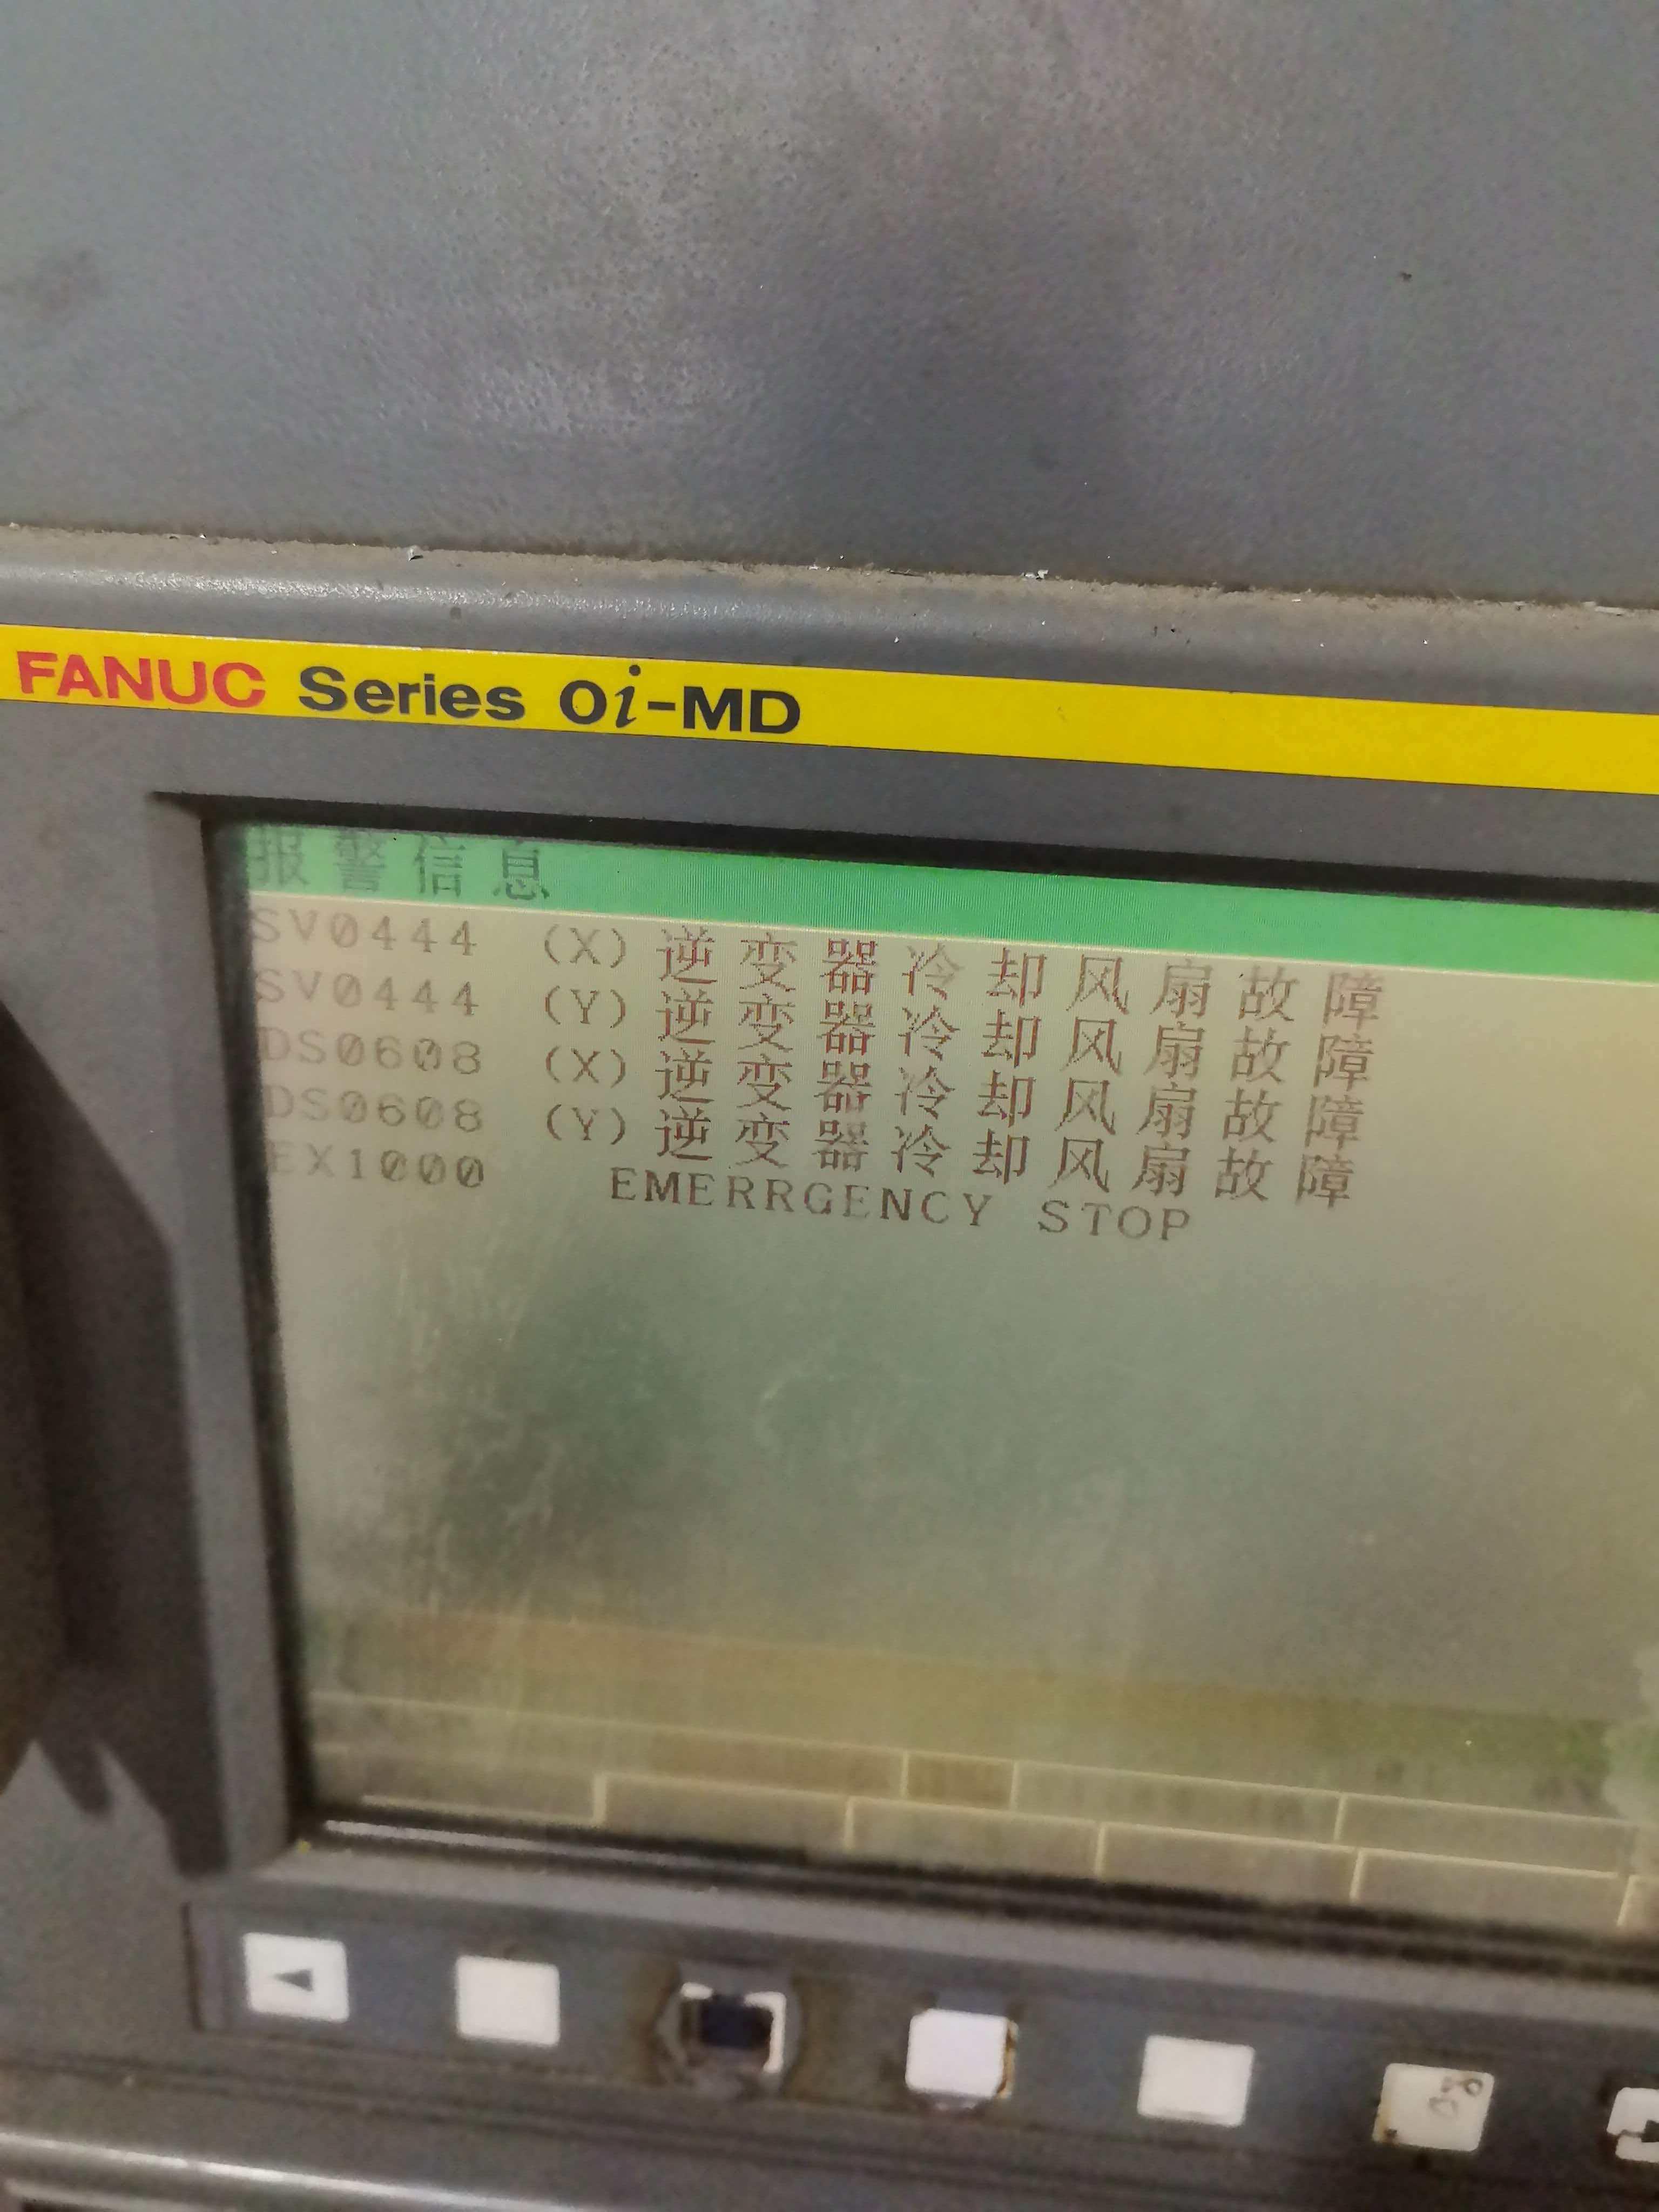 FANUC Series 0i-MD
报警信息
SV0444 (X)逆变器冷却风扇故障
SV0444 (Y)逆变器冷却风扇故障
DS0608 (X)逆变器冷却风扇故障
DS0608 (Y)逆变器冷却风扇故障
EX1000 EMERRGENCY STOP